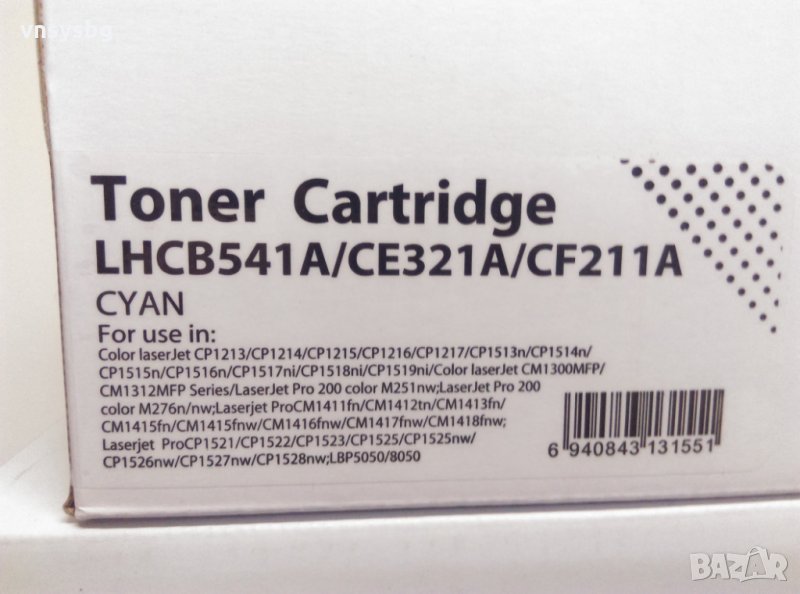 vnsysbg
Toner Cartridge
LHCB541A/CE321A/CF211A
CYAN
For use in:
Color laserJet CP1213/CP1214/CP1215/CP1216/CP1217/CP1513n/CP1514n/
CP1515n/CP1516n/CP1517ni/CP1518ni/CP1519ni/Color laserJet CM1300MFP/
CM1312MFP Series/LaserJet Pro 200 color M251nw;LaserJet Pro 200
color M276n/nw;Laserjet ProCM1411fn/CM1412tn/CM1413fn/
CM1415fn/CM1415fnw/CM1416fnw/CM1417fnw/CM1418fnw;
Laserjet ProCP1521/CP1522/CP1523/CP1525/CP1525nw/
CP1526nw/CP1527nw/CP1528nw;LBP5050/8050
6 940843 131551
BAZAR